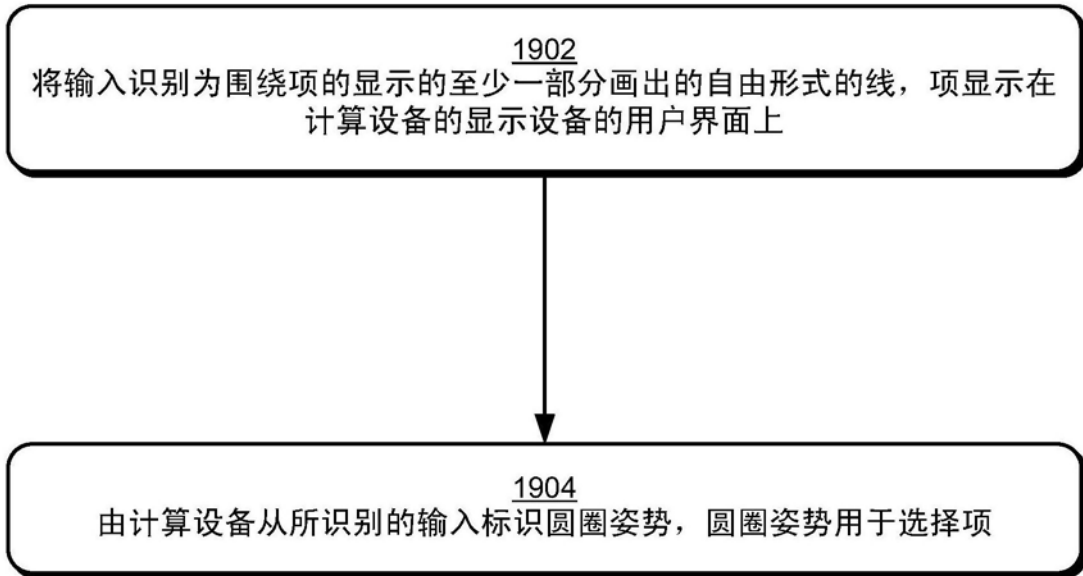 1902
将输入识别为围绕项的显示的至少一部分画出的自由形式的线，项显示在
计算设备的显示设备的用户界面上
1904
由计算设备从所识别的输入标识圆圈姿势，圆圈姿势用于选择项